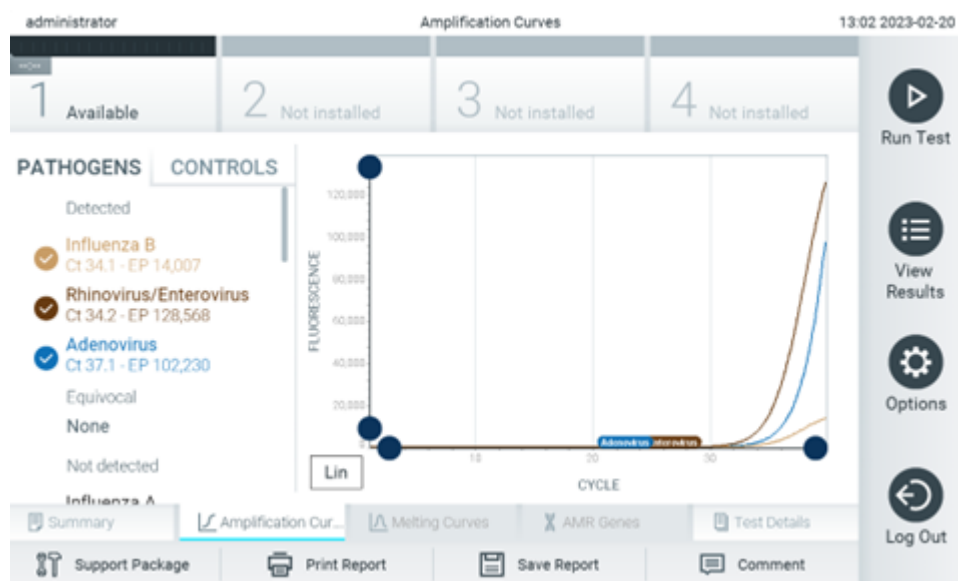 administrator
Amplification Curves
13:02 2023-02-20
--:--
1 Available
2 Not installed
3 Not installed
4 Not installed
Run Test
View
Results
Options
Log Out
PATHOGENS
CONTROLS
Detected
Influenza B
Ct 34.1 - EP 14,007
Rhinovirus/Enterovirus
Ct 34.2 - EP 128,568
Adenovirus
Ct 37.1 - EP 102,230
Equivocal
None
Not detected
Influenza A
FLUORESCENCE
120,000
100,000
80,000
60,000
40,000
20,000
0
Adenovirus
nterovirus
10
20
30
CYCLE
Lin
Summary
Amplification Cur...
Melting Curves
AMR Genes
Test Details
Support Package
Print Report
Save Report
Comment